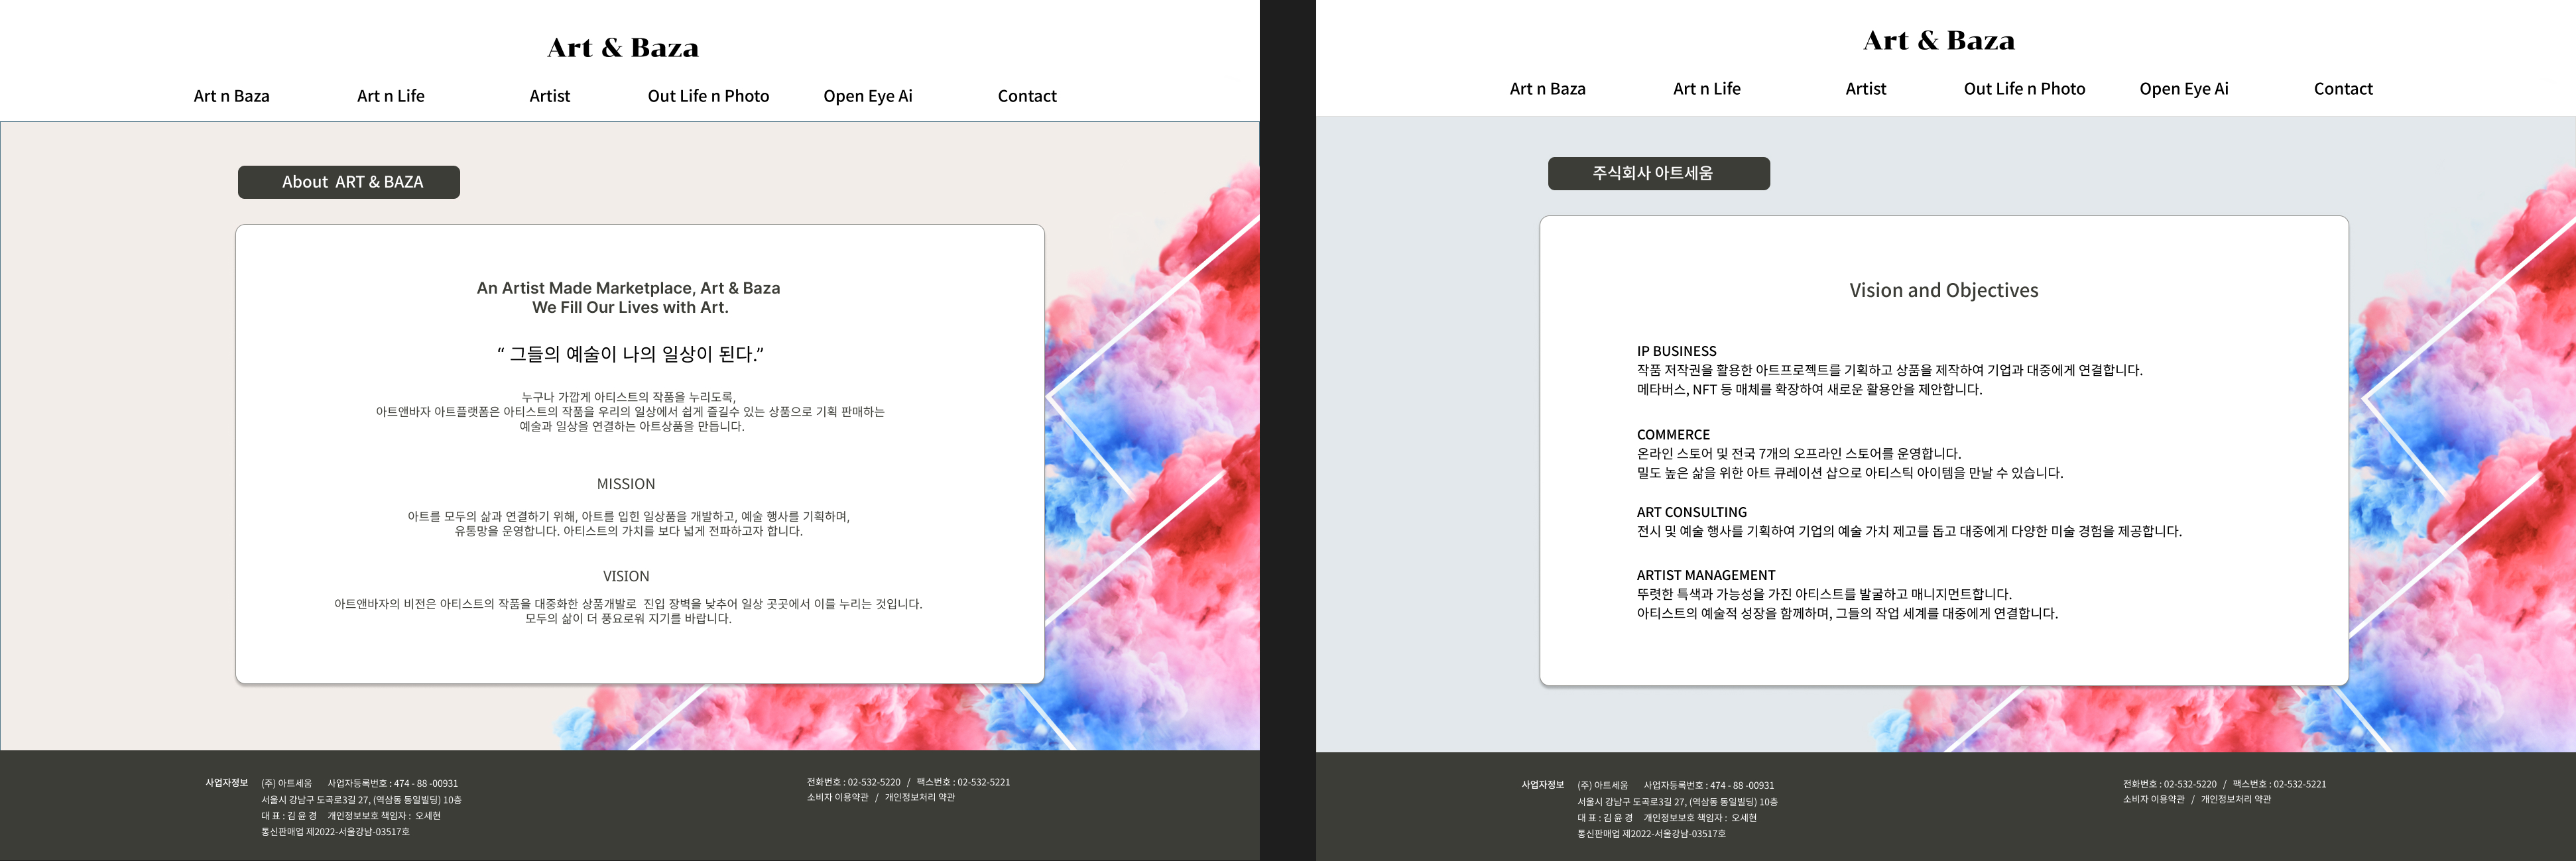 Art & Baza
Art n Baza
Art n Life
Artist
Out Life n Photo
Open Eye Ai
Contact
About ART & BAZA
An Artist Made Marketplace, Art & Baza
We Fill Our Lives with Art.
“ 그들의 예술이 나의 일상이 된다.”
누구나 가깝게 아티스트의 작품을 누리도록,
아트앤바자 아트플랫폼은 아티스트의 작품을 우리의 일상에서 쉽게 즐길수 있는 상품으로 기획 판매하는
예술과 일상을 연결하는 아트상품을 만듭니다.
MISSION
아트를 모두의 삶과 연결하기 위해, 아트를 입힌 일상품을 개발하고, 예술 행사를 기획하며,
유통망을 운영합니다. 아티스트의 가치를 보다 넓게 전파하고자 합니다.
VISION
아트앤바자의 비전은 아티스트의 작품을 대중화한 상품개발로 진입 장벽을 낮추어 일상 곳곳에서 이를 누리는 것입니다.
모두의 삶이 더 풍요로워 지기를 바랍니다.
사업자정보 (주) 아트세움 사업자등록번호 : 474 - 88 -00931
서울시 강남구 도곡로3길 27, (역삼동 동일빌딩) 10층
대 표 : 김 윤 경 개인정보보호 책임자 : 오세현
통신판매업 제2022-서울강남-03517호
전화번호 : 02-532-5220 / 팩스번호 : 02-532-5221
소비자 이용약관 / 개인정보처리 약관
Art & Baza
Art n Baza
Art n Life
Artist
Out Life n Photo
Open Eye Ai
Contact
주식회사 아트세움
Vision and Objectives
IP BUSINESS
작품 저작권을 활용한 아트프로젝트를 기획하고 상품을 제작하여 기업과 대중에게 연결합니다.
메타버스, NFT 등 매체를 확장하여 새로운 활용안을 제안합니다.
COMMERCE
온라인 스토어 및 전국 7개의 오프라인 스토어를 운영합니다.
밀도 높은 삶을 위한 아트 큐레이션 샵으로 아티스틱 아이템을 만날 수 있습니다.
ART CONSULTING
전시 및 예술 행사를 기획하여 기업의 예술 가치 제고를 돕고 대중에게 다양한 미술 경험을 제공합니다.
ARTIST MANAGEMENT
뚜렷한 특색과 가능성을 가진 아티스트를 발굴하고 매니지먼트합니다.
아티스트의 예술적 성장을 함께하며, 그들의 작업 세계를 대중에게 연결합니다.
사업자정보 (주) 아트세움 사업자등록번호 : 474 - 88 -00931
서울시 강남구 도곡로3길 27, (역삼동 동일빌딩) 10층
대 표 : 김 윤 경 개인정보보호 책임자 : 오세현
통신판매업 제2022-서울강남-03517호
전화번호 : 02-532-5220 / 팩스번호 : 02-532-5221
소비자 이용약관 / 개인정보처리 약관